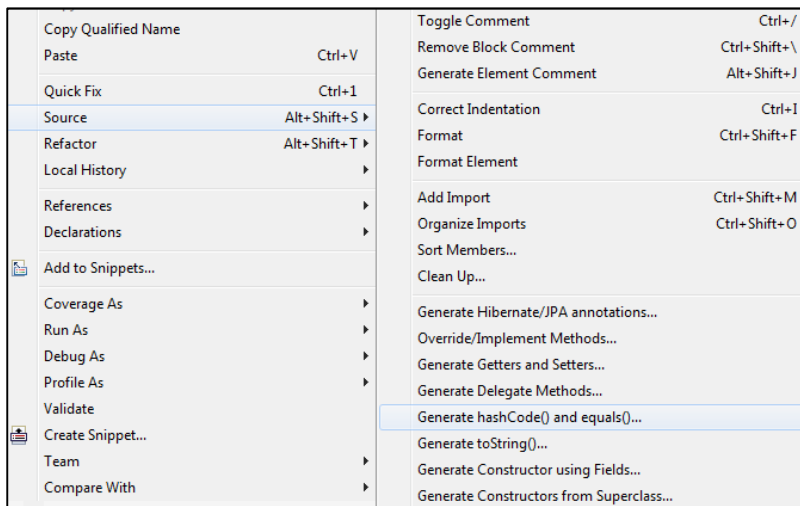 Copy Qualified Name
Paste Ctrl+V
Quick Fix Ctrl+1
Source Alt+Shift+S
Refactor Alt+Shift+T
Local History
References
Declarations
Add to Snippets...
Coverage As
Run As
Debug As
Profile As
Validate
Create Snippet...
Team
Compare With
Toggle Comment Ctrl+/
Remove Block Comment Ctrl+Shift+\
Generate Element Comment Alt+Shift+J
Correct Indentation Ctrl+I
Format Ctrl+Shift+F
Format Element
Add Import Ctrl+Shift+M
Organize Imports Ctrl+Shift+O
Sort Members...
Clean Up...
Generate Hibernate/JPA annotations...
Override/Implement Methods...
Generate Getters and Setters...
Generate Delegate Methods...
Generate hashCode() and equals()...
Generate toString()...
Generate Constructor using Fields...
Generate Constructors from Superclass...